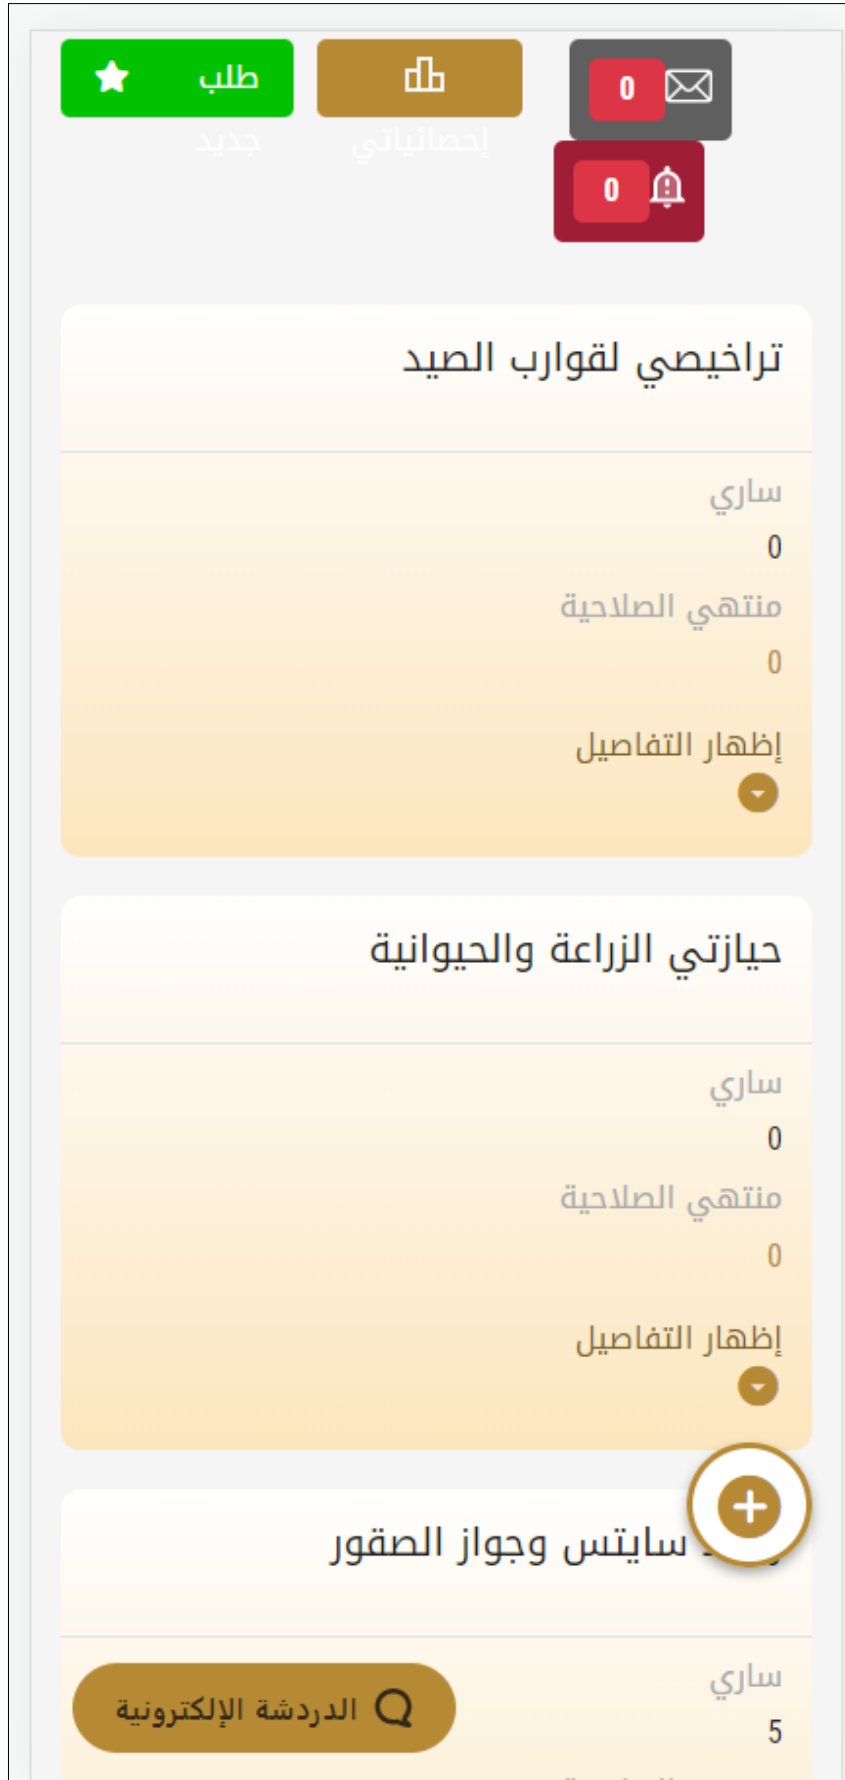 0
إحصائياتي
طلب جديد
0
تراخيصي لقوارب الصيد
ساري
0
منتهي الصلاحية
0
إظهار التفاصيل
حيازتي الزراعة والحيوانية
ساري
0
منتهي الصلاحية
0
إظهار التفاصيل
سايتس وجواز الصقور
ساري
5
الدردشة الإلكترونية